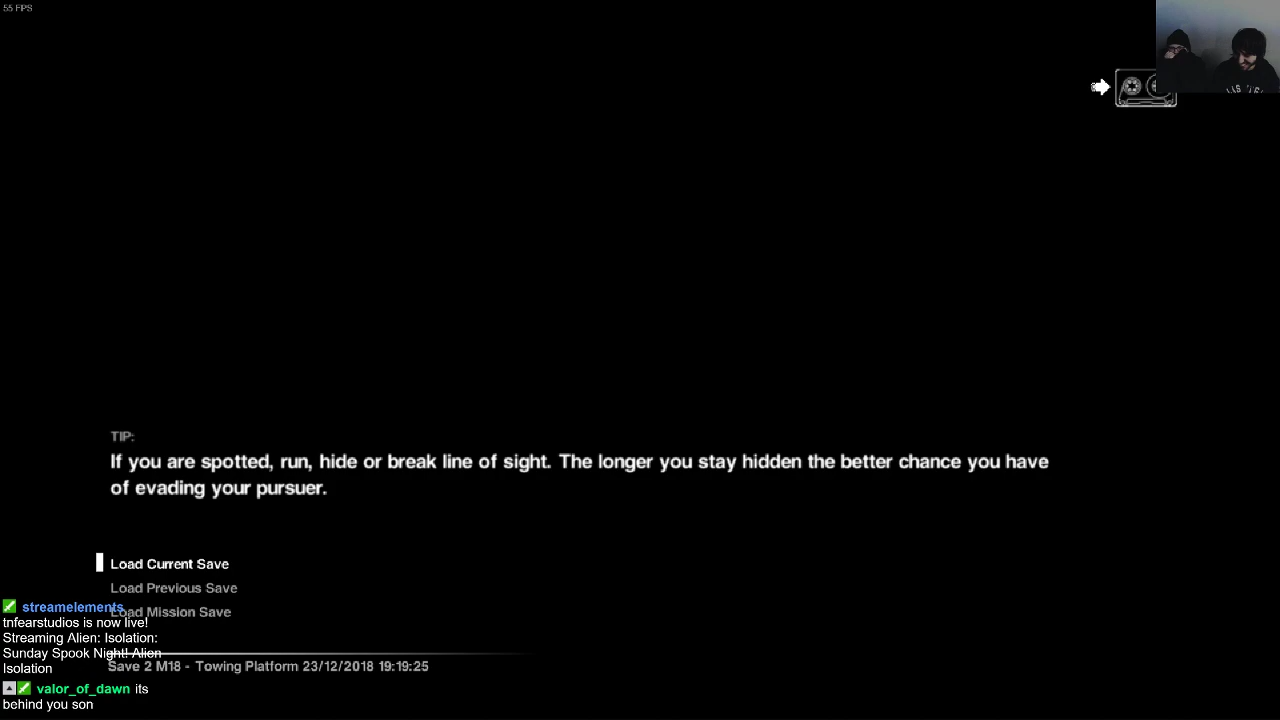 55 FPS
TIP:
If you are spotted, run, hide or break line of sight. The longer you stay hidden the better chance you have
of evading your pursuer.
Load Current Save
Load Previous Save
Load Mission Save
streamelements
tnfearstudios is now live!
Streaming Alien: Isolation:
Sunday Spook Night! Alien
Isolation
Save 2 M18 - Towing Platform 23/12/2018 19:19:25
valor_of_dawn its
behind you son